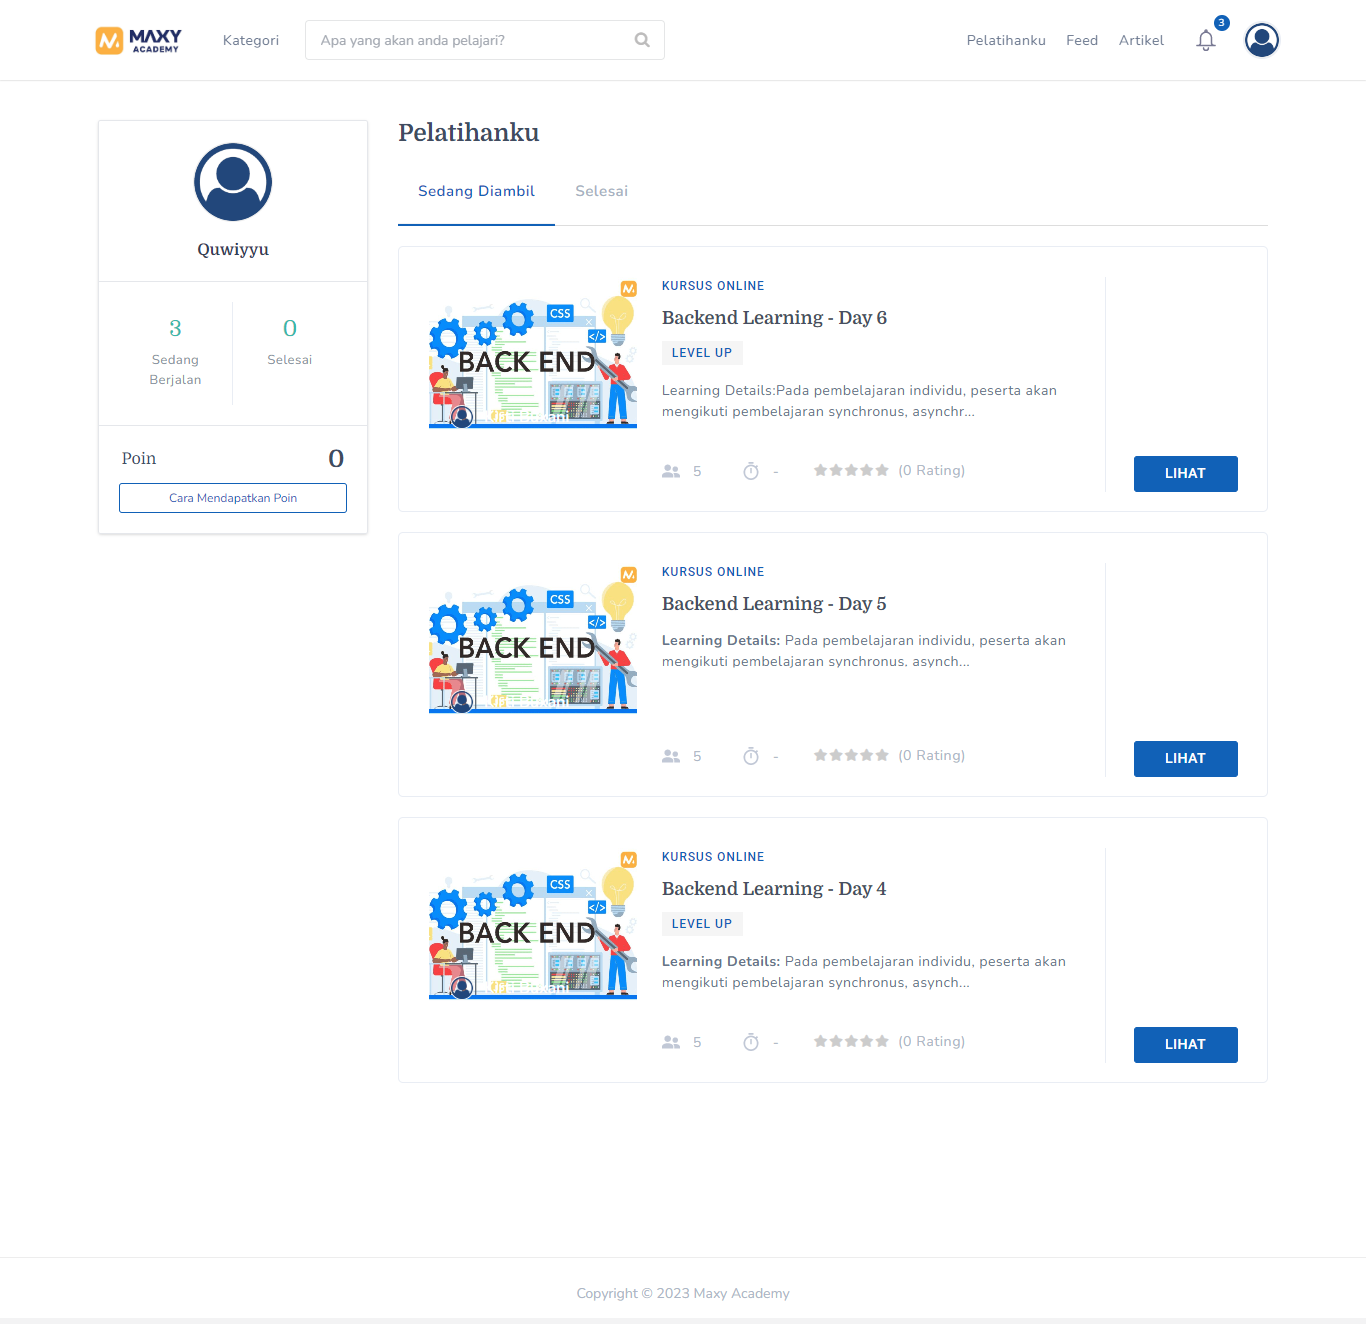 MAXY
ACADEMY
Kategori
Apa yang akan anda pelajari?
Pelatihanku
Feed
Artikel
3
Quwiyyu
3
Sedang
Berjalan
0
Selesai
Poin
0
Cara Mendapatkan Poin
Pelatihanku
Sedang Diambil
Selesai
CSS
</>
BACK END
KURSUS ONLINE
Backend Learning - Day 6
LEVEL UP
Learning Details:Pada pembelajaran individu, peserta akan
mengikuti pembelajaran synchronus, asynchr...
5
-
(0 Rating)
LIHAT
CSS
</>
BACK END
KURSUS ONLINE
Backend Learning - Day 5
Learning Details: Pada pembelajaran individu, peserta akan
mengikuti pembelajaran synchronus, asynch...
5
-
(0 Rating)
LIHAT
CSS
</>
BACK END
KURSUS ONLINE
Backend Learning - Day 4
LEVEL UP
Learning Details: Pada pembelajaran individu, peserta akan
mengikuti pembelajaran synchronus, asynch...
5
-
(0 Rating)
LIHAT
Copyright © 2023 Maxy Academy